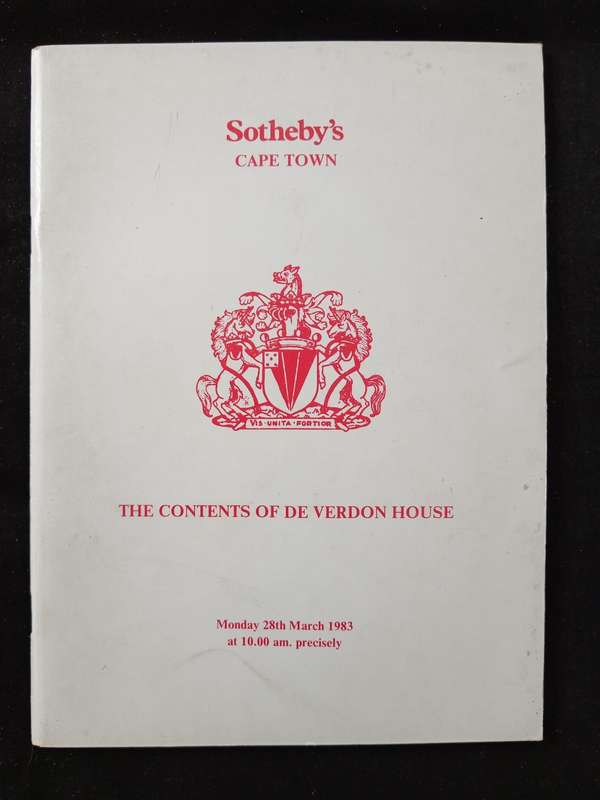 Sotheby's
CAPE TOWN
VIS·UNITA·FORTIOR
THE CONTENTS OF DE VERDON HOUSE
Monday 28th March 1983
at 10.00 am. precisely